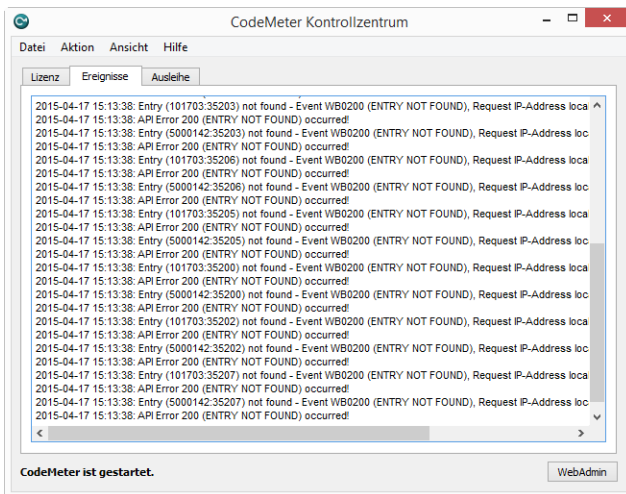 CodeMeter Kontrollzentrum
Datei Aktion Ansicht Hilfe
Lizenz Ereignisse Ausleihe
2015-04-17 15:13:38: Entry (101703:35203) not found - Event WB0200 (ENTRY NOT FOUND), Request IP-Address local
2015-04-17 15:13:38: API Error 200 (ENTRY NOT FOUND) occurred!
2015-04-17 15:13:38: Entry (5000142:35203) not found - Event WB0200 (ENTRY NOT FOUND), Request IP-Address loc
2015-04-17 15:13:38: API Error 200 (ENTRY NOT FOUND) occurred!
2015-04-17 15:13:38: Entry (101703:35206) not found - Event WB0200 (ENTRY NOT FOUND), Request IP-Address local
2015-04-17 15:13:38: API Error 200 (ENTRY NOT FOUND) occurred!
2015-04-17 15:13:38: Entry (5000142:35206) not found - Event WB0200 (ENTRY NOT FOUND), Request IP-Address loc
2015-04-17 15:13:38: API Error 200 (ENTRY NOT FOUND) occurred!
2015-04-17 15:13:38: Entry (101703:35205) not found - Event WB0200 (ENTRY NOT FOUND), Request IP-Address local
2015-04-17 15:13:38: API Error 200 (ENTRY NOT FOUND) occurred!
2015-04-17 15:13:38: Entry (5000142:35205) not found - Event WB0200 (ENTRY NOT FOUND), Request IP-Address loc
2015-04-17 15:13:38: API Error 200 (ENTRY NOT FOUND) occurred!
2015-04-17 15:13:38: Entry (101703:35200) not found - Event WB0200 (ENTRY NOT FOUND), Request IP-Address local
2015-04-17 15:13:38: API Error 200 (ENTRY NOT FOUND) occurred!
2015-04-17 15:13:38: Entry (5000142:35200) not found - Event WB0200 (ENTRY NOT FOUND), Request IP-Address loc
2015-04-17 15:13:38: API Error 200 (ENTRY NOT FOUND) occurred!
2015-04-17 15:13:38: Entry (101703:35202) not found - Event WB0200 (ENTRY NOT FOUND), Request IP-Address local
2015-04-17 15:13:38: API Error 200 (ENTRY NOT FOUND) occurred!
2015-04-17 15:13:38: Entry (5000142:35202) not found - Event WB0200 (ENTRY NOT FOUND), Request IP-Address loc
2015-04-17 15:13:38: API Error 200 (ENTRY NOT FOUND) occurred!
2015-04-17 15:13:38: Entry (101703:35207) not found - Event WB0200 (ENTRY NOT FOUND), Request IP-Address local
2015-04-17 15:13:38: API Error 200 (ENTRY NOT FOUND) occurred!
2015-04-17 15:13:38: Entry (5000142:35207) not found - Event WB0200 (ENTRY NOT FOUND), Request IP-Address loc
2015-04-17 15:13:38: API Error 200 (ENTRY NOT FOUND) occurred!
CodeMeter ist gestartet.
WebAdmin